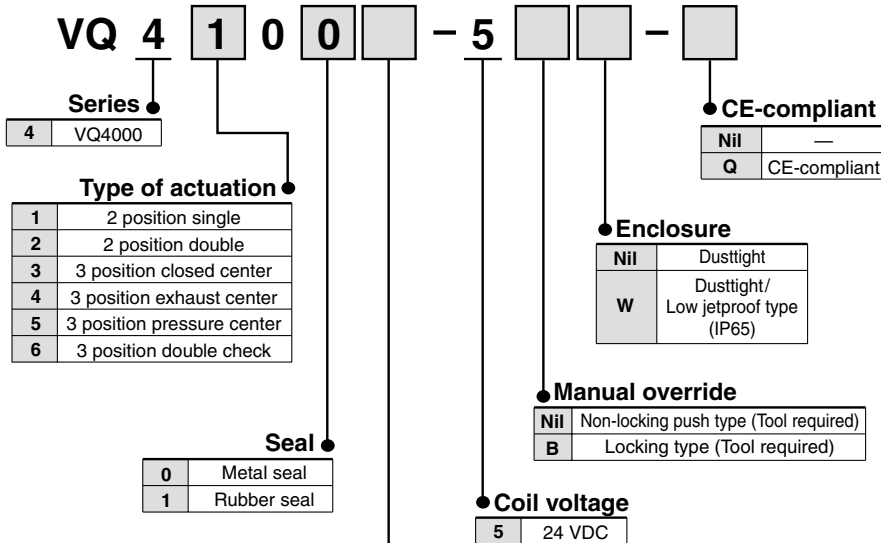 VQ 4 1 0 0 – 5 –
Series
4 VQ4000
Type of actuation
1 2 position single
2 2 position double
3 3 position closed center
4 3 position exhaust center
5 3 position pressure center
6 3 position double check
Seal
0 Metal seal
1 Rubber seal
CE-compliant
Nil —
Q CE-compliant
Enclosure
Nil Dusttight
W Dusttight/
Low jetproof type
(IP65)
Manual override
Nil Non-locking push type (Tool required)
B Locking type (Tool required)
Coil voltage
5 24 VDC